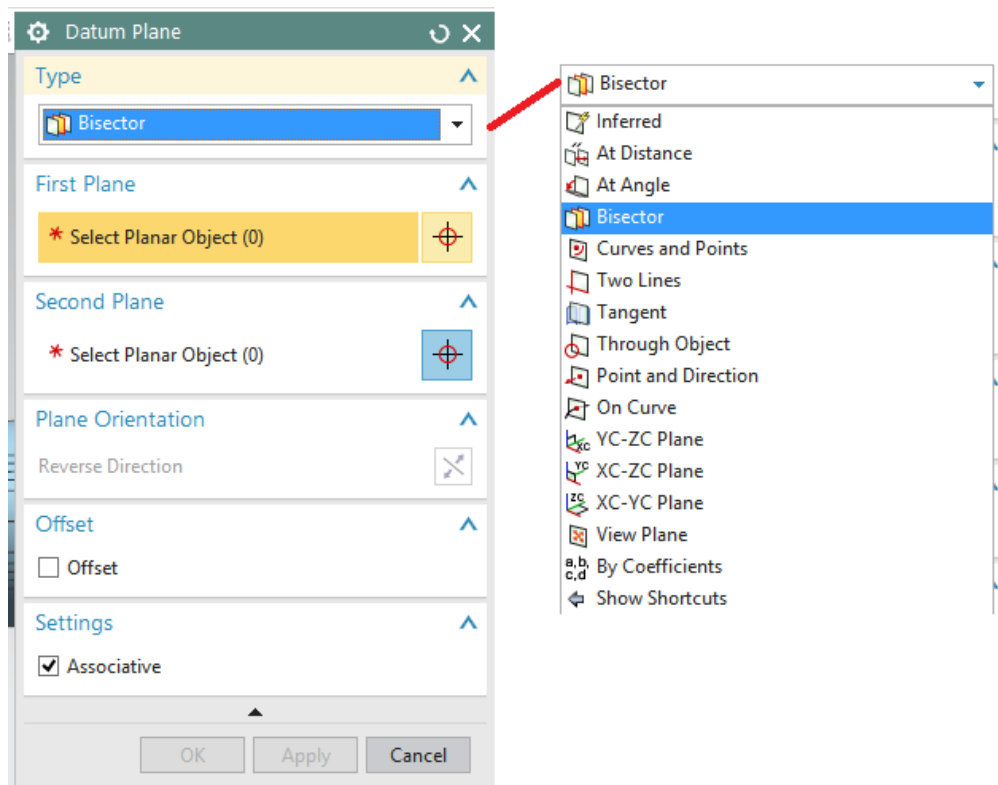 Datum Plane
Type
Bisector
First Plane
* Select Planar Object (0)
Second Plane
* Select Planar Object (0)
Plane Orientation
Reverse Direction
Offset
Offset
Settings
Associative
OK Apply Cancel
Bisector
Inferred
At Distance
At Angle
Bisector
Curves and Points
Two Lines
Tangent
Through Object
Point and Direction
On Curve
XC YC-ZC Plane
YC XC-ZC Plane
ZC XC-YC Plane
View Plane
a,b,
c,d By Coefficients
Show Shortcuts